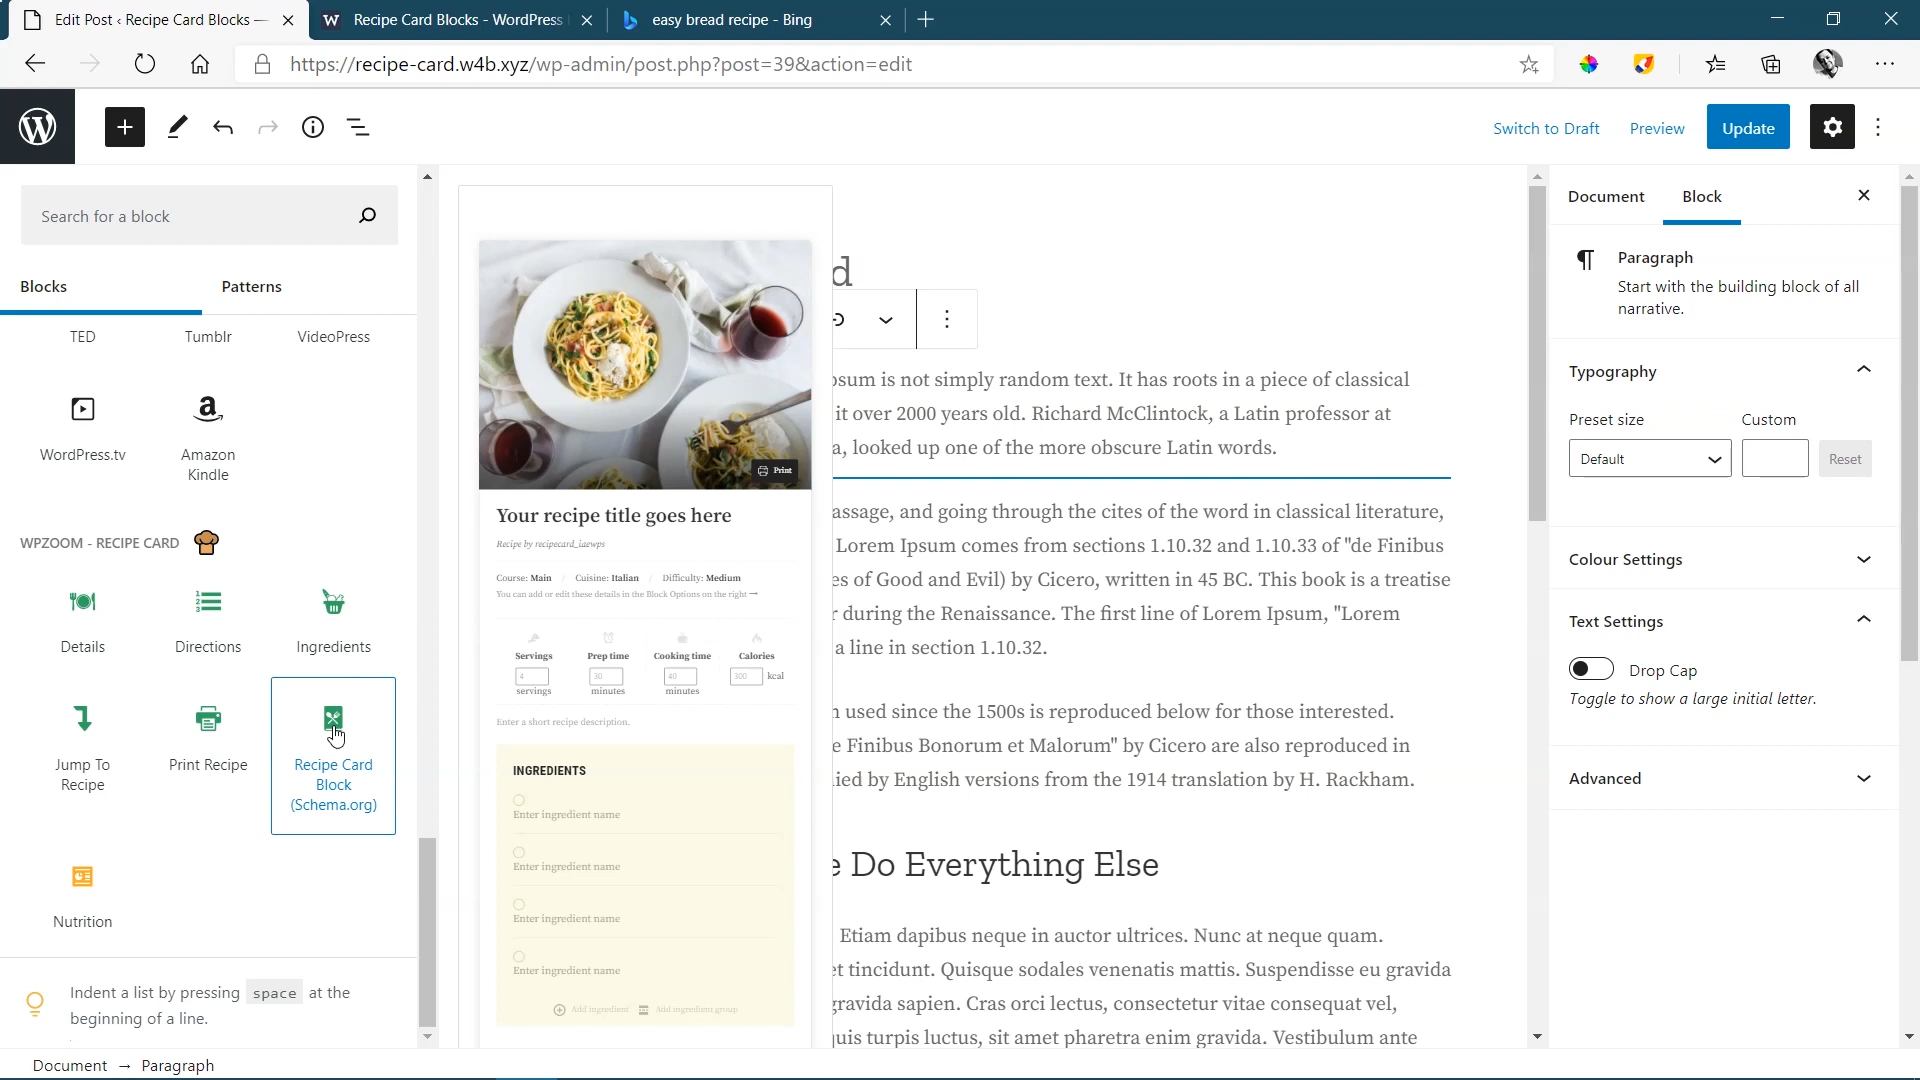 Edit Post ‹ Recipe Card Blocks —
Recipe Card Blocks - WordPress
easy bread recipe - Bing
https://recipe-card.w4b.xyz/wp-admin/post.php?post=39&action=edit
Switch to Draft
Preview
Update
Search for a block
Blocks
Patterns
TED
Tumblr
VideoPress
WordPress.tv
Amazon
Kindle
WPZOOM - RECIPE CARD
Details
Directions
Ingredients
Jump To
Recipe
Print Recipe
Recipe Card
Block
(Schema.org)
Nutrition
Indent a list by pressing space at the
beginning of a line.
Document → Paragraph
Print
Your recipe title goes here
Recipe by recipecard_iaewps
Course: Main / Cuisine: Italian / Difficulty: Medium
You can add or edit these details in the Block Options on the right →
Servings
Prep time
Cooking time
Calories
4
30
40
300
kcal
servings
minutes
minutes
Enter a short recipe description.
INGREDIENTS
Enter ingredient name
Enter ingredient name
Enter ingredient name
Enter ingredient name
Add ingredient
Add ingredient group
d
psum is not simply random text. It has roots in a piece of classical
it over 2000 years old. Richard McClintock, a Latin professor at
a, looked up one of the more obscure Latin words.
assage, and going through the cites of the word in classical literature,
Lorem Ipsum comes from sections 1.10.32 and 1.10.33 of "de Finibus
es of Good and Evil) by Cicero, written in 45 BC. This book is a treatise
r during the Renaissance. The first line of Lorem Ipsum, "Lorem
a line in section 1.10.32.
n used since the 1500s is reproduced below for those interested.
e Finibus Bonorum et Malorum" by Cicero are also reproduced in
nied by English versions from the 1914 translation by H. Rackham.
e Do Everything Else
Etiam dapibus neque in auctor ultrices. Nunc at neque quam.
et tincidunt. Quisque sodales venenatis mattis. Suspendisse eu gravida
gravida sapien. Cras orci lectus, consectetur vitae consequat vel,
quis turpis luctus, sit amet pharetra enim gravida. Vestibulum ante
Document
Block
Paragraph
Start with the building block of all
narrative.
Typography
Preset size
Custom
Default
Reset
Colour Settings
Text Settings
Drop Cap
Toggle to show a large initial letter.
Advanced